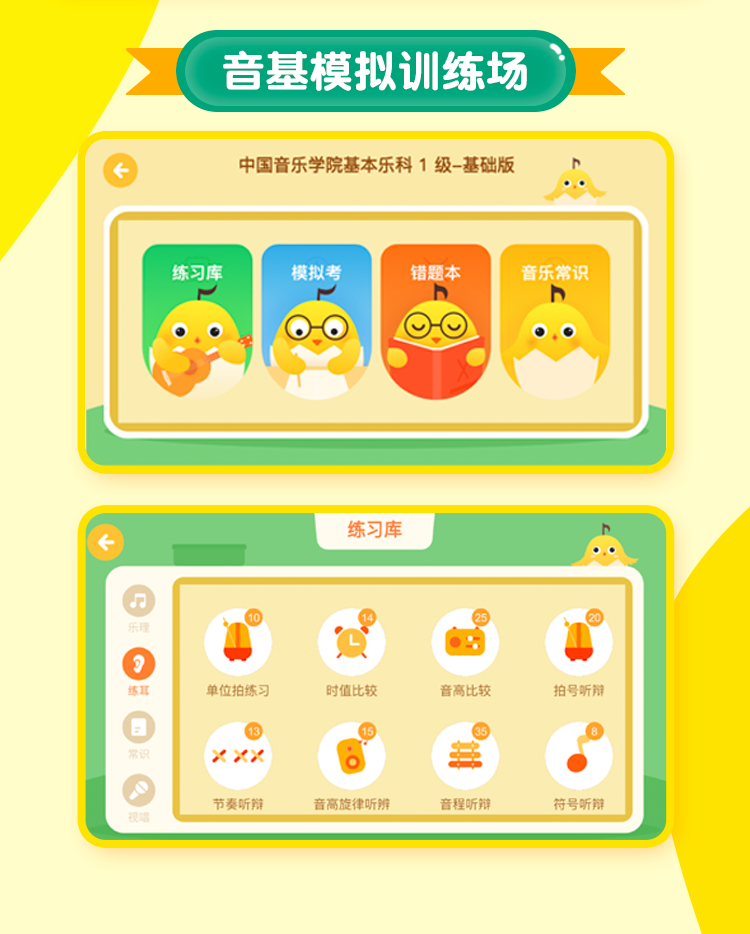 音基模拟训练场
中国音乐学院基本乐科 1 级–基础版
练习库 模拟考 错题本 音乐常识
练习库
乐理
练耳
常识
视唱
10 14 25 20
单位拍练习 时值比较 音高比较 拍号听辩
13 15 35 8
节奏听辩 音高旋律听辨 音程听辩 符号听辩